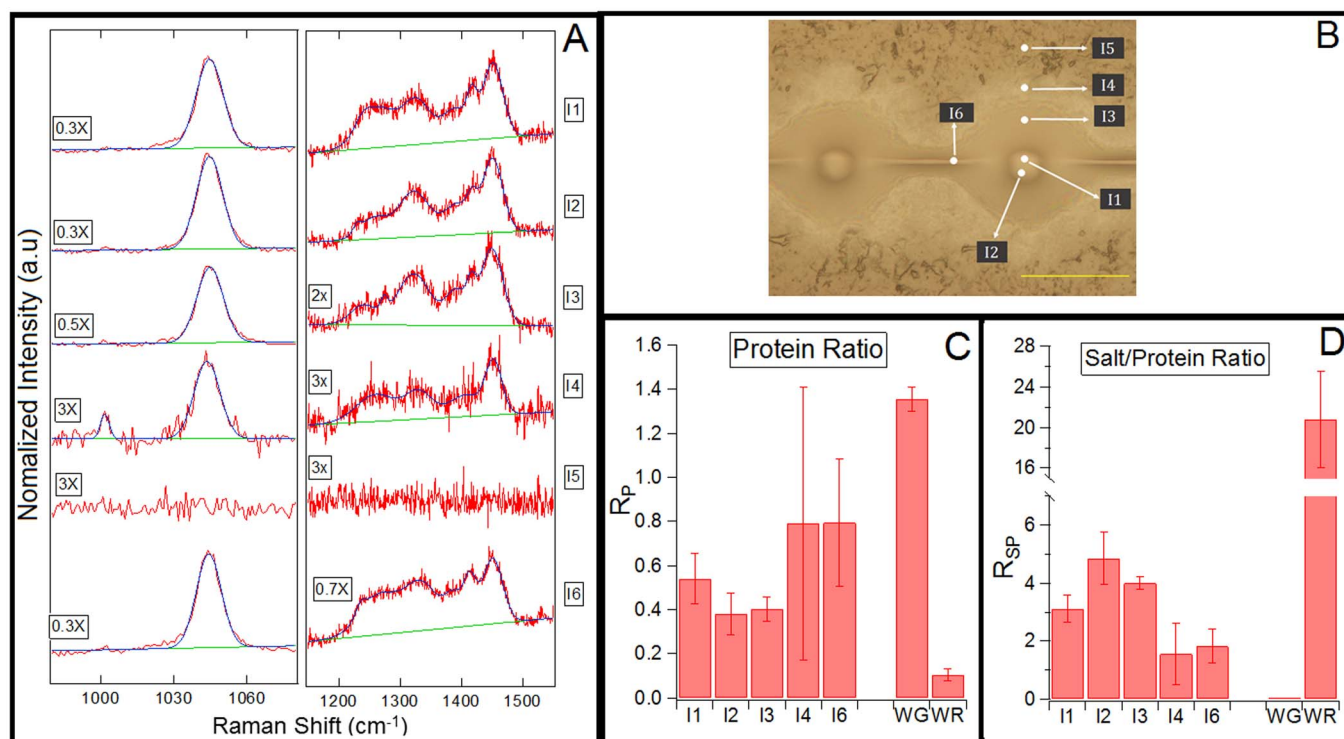 A
Nomalized Intensity (a.u)
0.3X
0.3X
0.5X
3X
3X
0.3X
2x
3x
3x
0.7X
I1
I2
I3
I4
I5
I6
1000 1030 1060
1200 1300 1400 1500
Raman Shift (cm-1)
B
I5
I4
I3
I6
I1
I2
C
Protein Ratio
RP
1.6
1.4
1.2
1.0
0.8
0.6
0.4
0.2
0.0
I1 I2 I3 I4 I6 WG WR
D
Salt/Protein Ratio
RSP
28
26
24
22
20
18
16
6
4
2
0
I1 I2 I3 I4 I6 WG WR